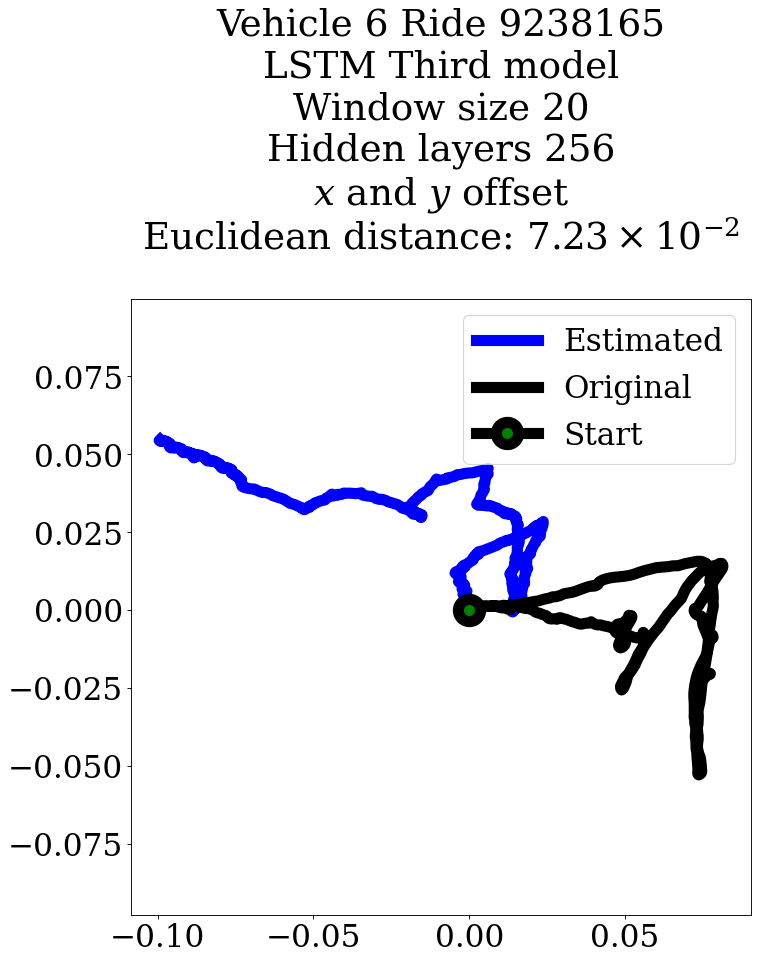 Vehicle 6 Ride 9238165
LSTM Third model
Window size 20
Hidden layers 256
x and y offset
Euclidean distance: 7.23 × 10⁻²
Estimated
Original
Start
0.075
0.050
0.025
0.000
−0.025
−0.050
−0.075
−0.10 −0.05 0.00 0.05